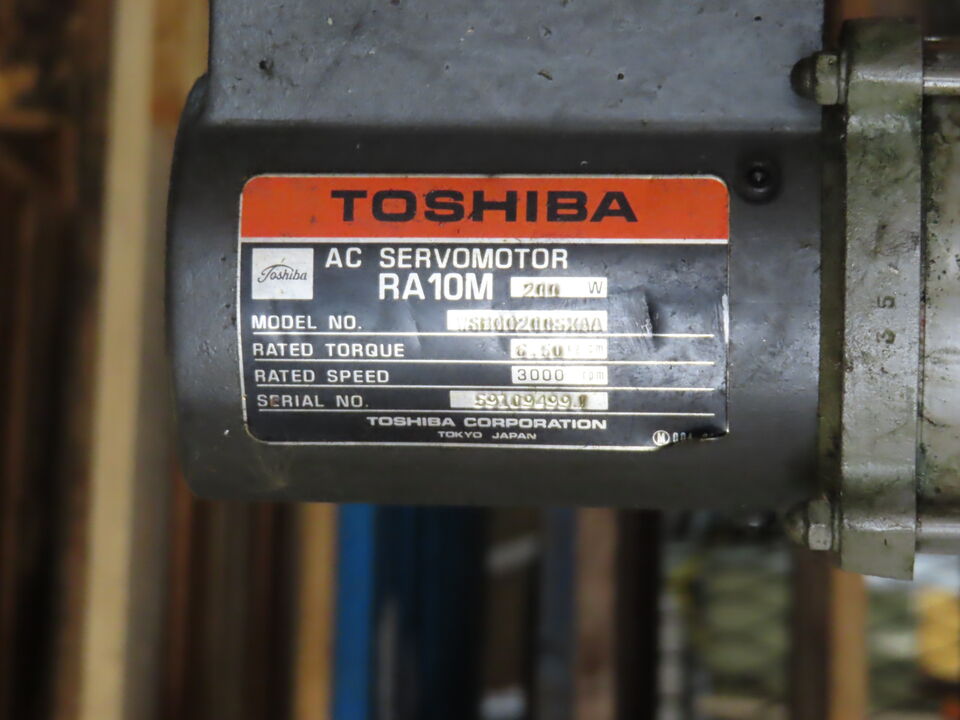 TOSHIBA
Toshiba
AC SERVOMOTOR
RA10M 200 W
MODEL NO.
RATED TORQUE
RATED SPEED 3000 rpm
SERIAL NO.
TOSHIBA CORPORATION
TOKYO JAPAN